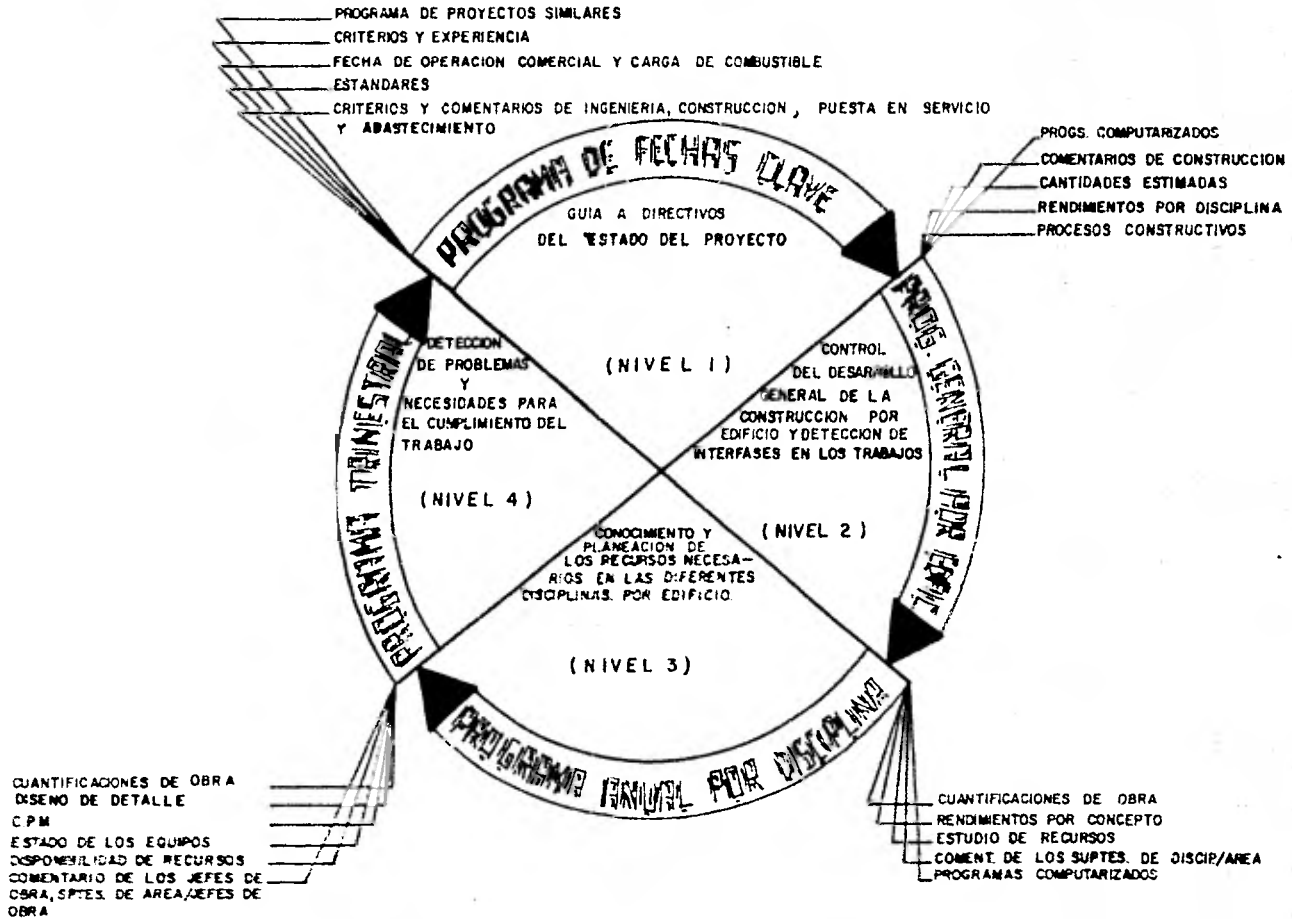 PROGRAMA DE PROYECTOS SIMILARES
CRITERIOS Y EXPERIENCIA
FECHA DE OPERACION COMERCIAL Y CARGA DE COMBUSTIBLE
ESTANDARES
CRITERIOS Y COMENTARIOS DE INGENIERIA, CONSTRUCCION, PUESTA EN SERVICIO
Y ABASTECIMIENTO
PROGRAMA DE FECHAS CLAVE
GUIA A DIRECTIVOS
DEL ESTADO DEL PROYECTO
(NIVEL 1)
PROGS. COMPUTARIZADOS
COMENTARIOS DE CONSTRUCCION
CANTIDADES ESTIMADAS
RENDIMIENTOS POR DISCIPLINA
PROCESOS CONSTRUCTIVOS
PROG. GENERAL POR EDIF.
CONTROL
DEL DESARROLLO
GENERAL DE LA
CONSTRUCCION POR
EDIFICIO Y DETECCION DE
INTERFASES EN LOS TRABAJOS
(NIVEL 2)
CUANTIFICACIONES DE OBRA
RENDIMIENTOS POR CONCEPTO
ESTUDIO DE RECURSOS
COMENT. DE LOS SUPTES. DE DISCIP/AREA
PROGRAMAS COMPUTARIZADOS
PROGRAMA ANUAL POR DISCIPLINA
CONOCIMIENTO Y
PLANEACION DE
LOS RECURSOS NECESA-
RIOS EN LAS DIFERENTES
DISCIPLINAS. POR EDIFICIO.
(NIVEL 3)
CUANTIFICACIONES DE OBRA
DISENO DE DETALLE
C P M
ESTADO DE LOS EQUIPOS
DISPONIBILIDAD DE RECURSOS
COMENTARIO DE LOS JEFES DE
OBRA, SPTES. DE AREA/JEFES DE
OBRA
PROGRAMA TRIMESTRAL
DETECCION
DE PROBLEMAS
Y
NECESIDADES PARA
EL CUMPLIMIENTO DEL
TRABAJO
(NIVEL 4)